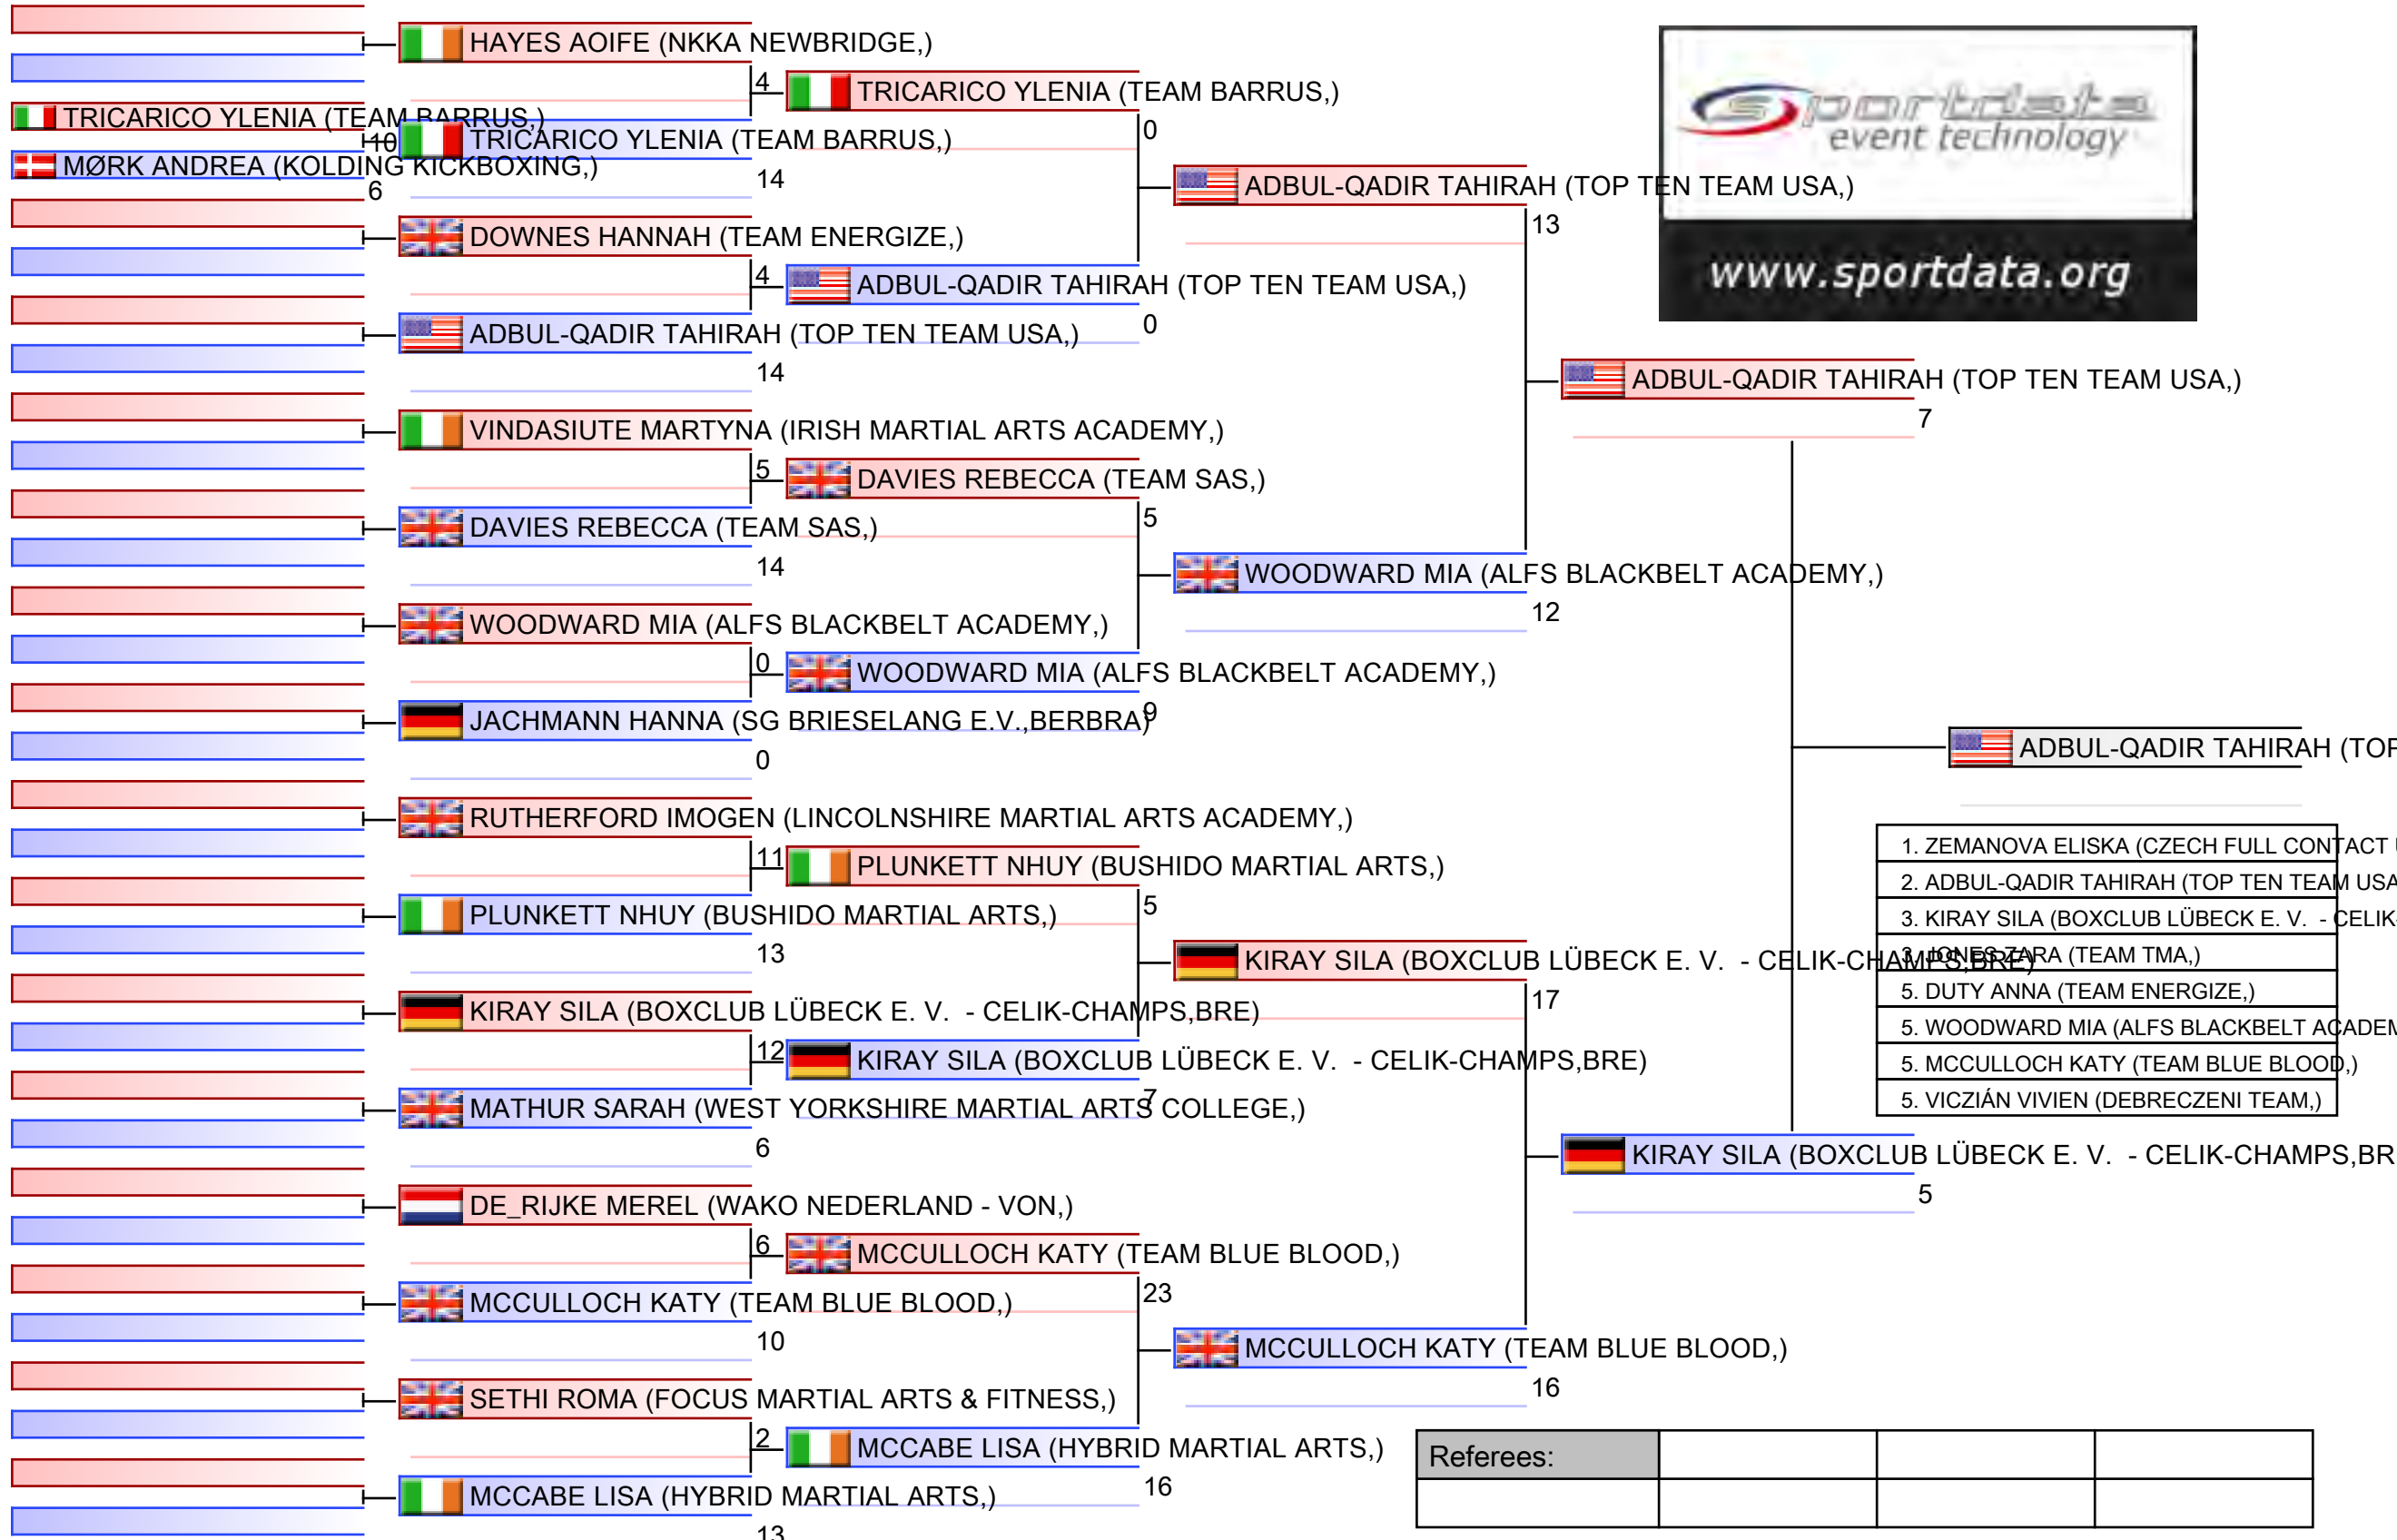 HAYES AOIFE (NKKA NEWBRIDGE,)
4
TRICARICO YLENIA (TEAM BARRUS,)
TRICARICO YLENIA (TEAM BARRUS,)
10
0
TRICARICO YLENIA (TEAM BARRUS,)
MØRK ANDREA (KOLDING KICKBOXING,)
6
14
ADBUL-QADIR TAHIRAH (TOP TEN TEAM USA,)
13
DOWNES HANNAH (TEAM ENERGIZE,)
4
ADBUL-QADIR TAHIRAH (TOP TEN TEAM USA,)
0
ADBUL-QADIR TAHIRAH (TOP TEN TEAM USA,)
14
ADBUL-QADIR TAHIRAH (TOP TEN TEAM USA,)
7
VINDASIUTE MARTYNA (IRISH MARTIAL ARTS ACADEMY,)
5
DAVIES REBECCA (TEAM SAS,)
5
DAVIES REBECCA (TEAM SAS,)
14
WOODWARD MIA (ALFS BLACKBELT ACADEMY,)
12
WOODWARD MIA (ALFS BLACKBELT ACADEMY,)
0
WOODWARD MIA (ALFS BLACKBELT ACADEMY,)
9
JACHMANN HANNA (SG BRIESELANG E.V.,BERBRA)
0
ADBUL-QADIR TAHIRAH (TOP
RUTHERFORD IMOGEN (LINCOLNSHIRE MARTIAL ARTS ACADEMY,)
11
PLUNKETT NHUY (BUSHIDO MARTIAL ARTS,)
5
PLUNKETT NHUY (BUSHIDO MARTIAL ARTS,)
13
KIRAY SILA (BOXCLUB LÜBECK E. V. - CELIK-CHAMPS,BRE)
17
KIRAY SILA (BOXCLUB LÜBECK E. V. - CELIK-CHAMPS,BRE)
12
KIRAY SILA (BOXCLUB LÜBECK E. V. - CELIK-CHAMPS,BRE)
7
MATHUR SARAH (WEST YORKSHIRE MARTIAL ARTS COLLEGE,)
6
KIRAY SILA (BOXCLUB LÜBECK E. V. - CELIK-CHAMPS,BR
5
DE_RIJKE MEREL (WAKO NEDERLAND - VON,)
6
MCCULLOCH KATY (TEAM BLUE BLOOD,)
23
MCCULLOCH KATY (TEAM BLUE BLOOD,)
10
MCCULLOCH KATY (TEAM BLUE BLOOD,)
16
SETHI ROMA (FOCUS MARTIAL ARTS & FITNESS,)
2
MCCABE LISA (HYBRID MARTIAL ARTS,)
16
MCCABE LISA (HYBRID MARTIAL ARTS,)
13
sportdata
event technology
www.sportdata.org
1. ZEMANOVA ELISKA (CZECH FULL CONTACT
2. ADBUL-QADIR TAHIRAH (TOP TEN TEAM USA
3. KIRAY SILA (BOXCLUB LÜBECK E. V. - CELIK-
3. JONES ZARA (TEAM TMA,)
5. DUTY ANNA (TEAM ENERGIZE,)
5. WOODWARD MIA (ALFS BLACKBELT ACADEM
5. MCCULLOCH KATY (TEAM BLUE BLOOD,)
5. VICZIÁN VIVIEN (DEBRECZENI TEAM,)
Referees: